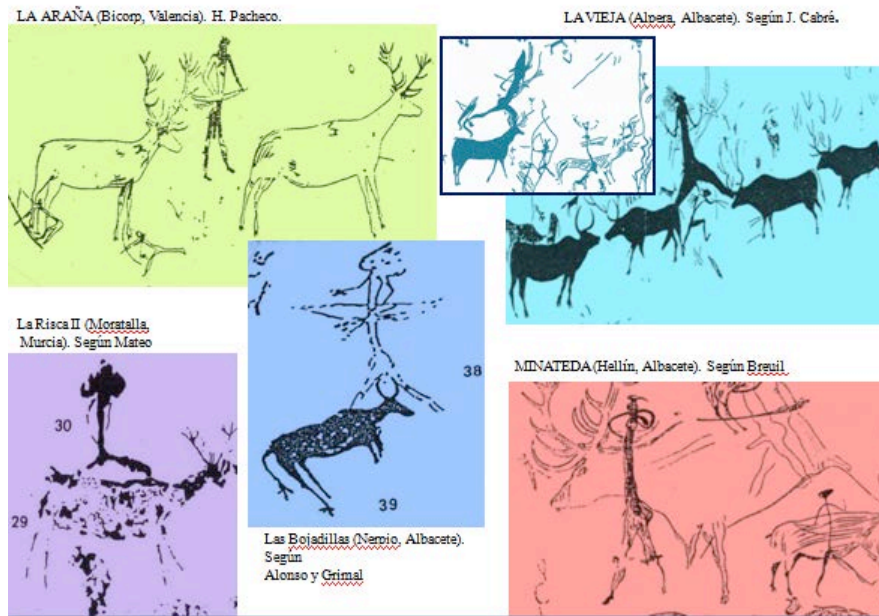 LA ARAÑA (Bicorp, Valencia). H. Pacheco.
LA VIEJA (Alpera, Albacete). Según J. Cabré.
La Risca II (Moratalla,
Murcia). Según Mateo
30
29
38
39
Las Bojadillas (Nerpio, Albacete).
Según
Alonso y Grimal
MINATEDA (Hellín, Albacete). Según Breuil